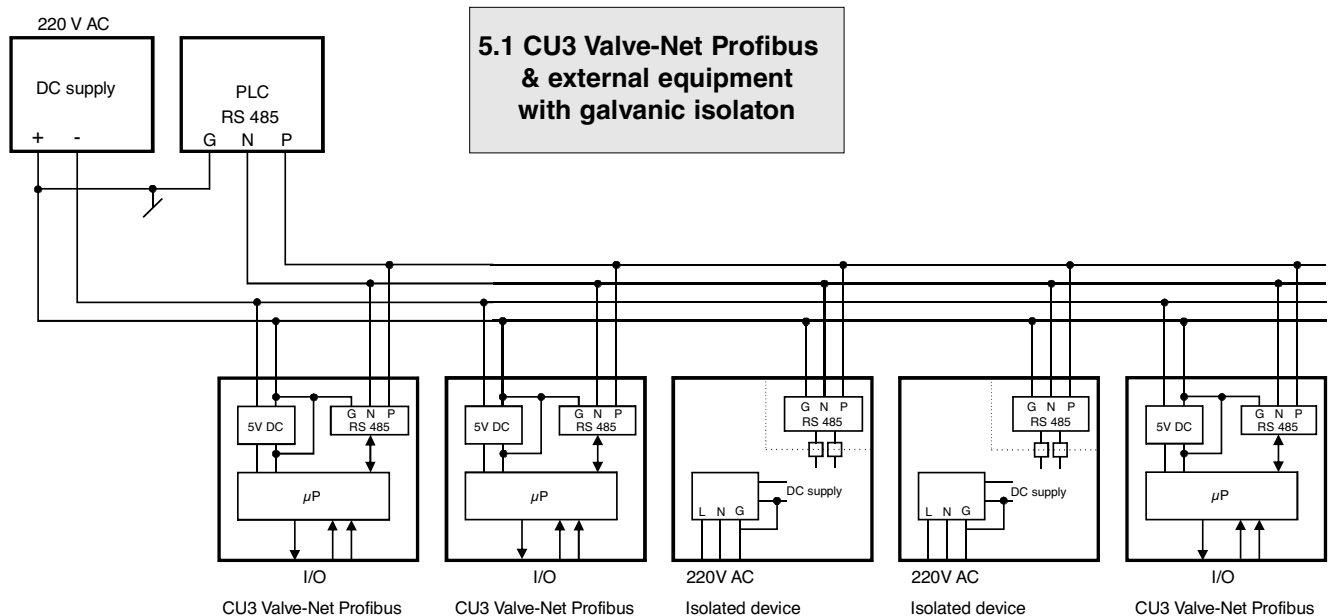 220 V AC
DC supply
+ -
PLC
RS 485
G N P
5.1 CU3 Valve-Net Profibus
& external equipment
with galvanic isolaton
5V DC
G N P
RS 485
µP
I/O
CU3 Valve-Net Profibus
5V DC
G N P
RS 485
µP
I/O
CU3 Valve-Net Profibus
G N P
RS 485
DC supply
L N G
220V AC
Isolated device
G N P
RS 485
DC supply
L N G
220V AC
Isolated device
5V DC
G N P
RS 485
µP
I/O
CU3 Valve-Net Profibus